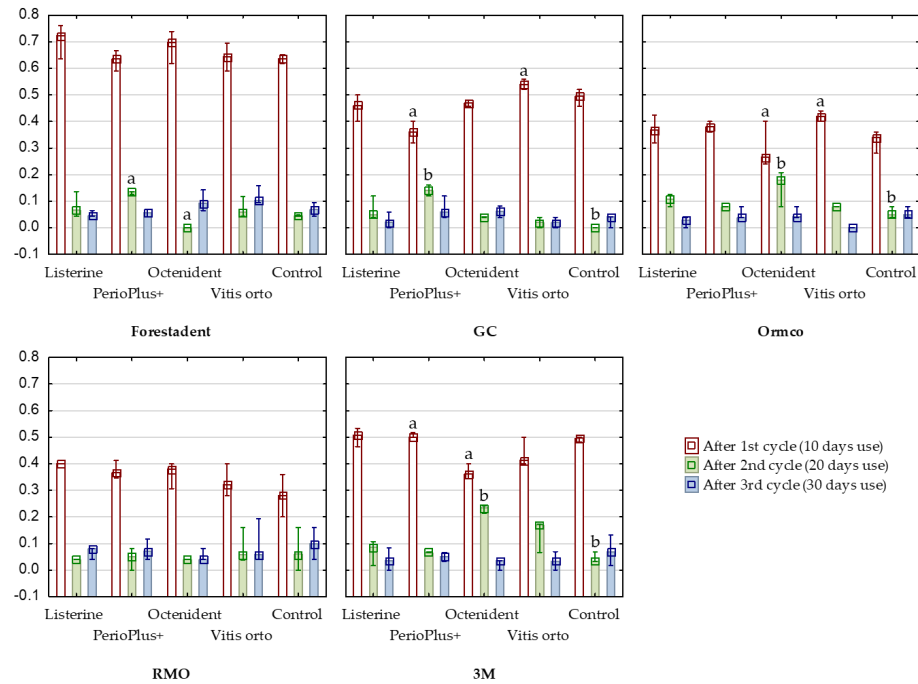 0.8
0.7
0.6
0.5
0.4
0.3
0.2
0.1
0.0
-0.1
a
a
a
b
a
b
a
b
a
b
Listerine Octenident Control
PerioPlus+ Vitis orto
Listerine Octenident Control
PerioPlus+ Vitis orto
Listerine Octenident Control
PerioPlus+ Vitis orto
Forestadent
GC
Ormco
0.8
0.7
0.6
0.5
0.4
0.3
0.2
0.1
0.0
-0.1
a
a
b
b
After 1st cycle (10 days use)
After 2nd cycle (20 days use)
After 3rd cycle (30 days use)
Listerine Octenident Control
PerioPlus+ Vitis orto
Listerine Octenident Control
PerioPlus+ Vitis orto
RMO
3M